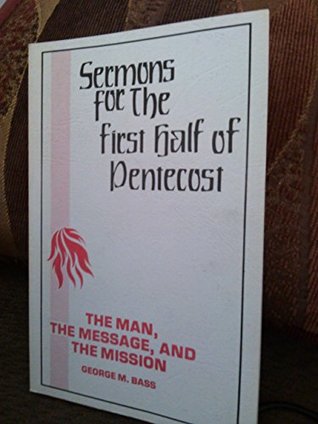 Sermons
for The
First Half of
Pentecost
THE MAN,
THE MESSAGE, AND
THE MISSION
GEORGE M. BASS